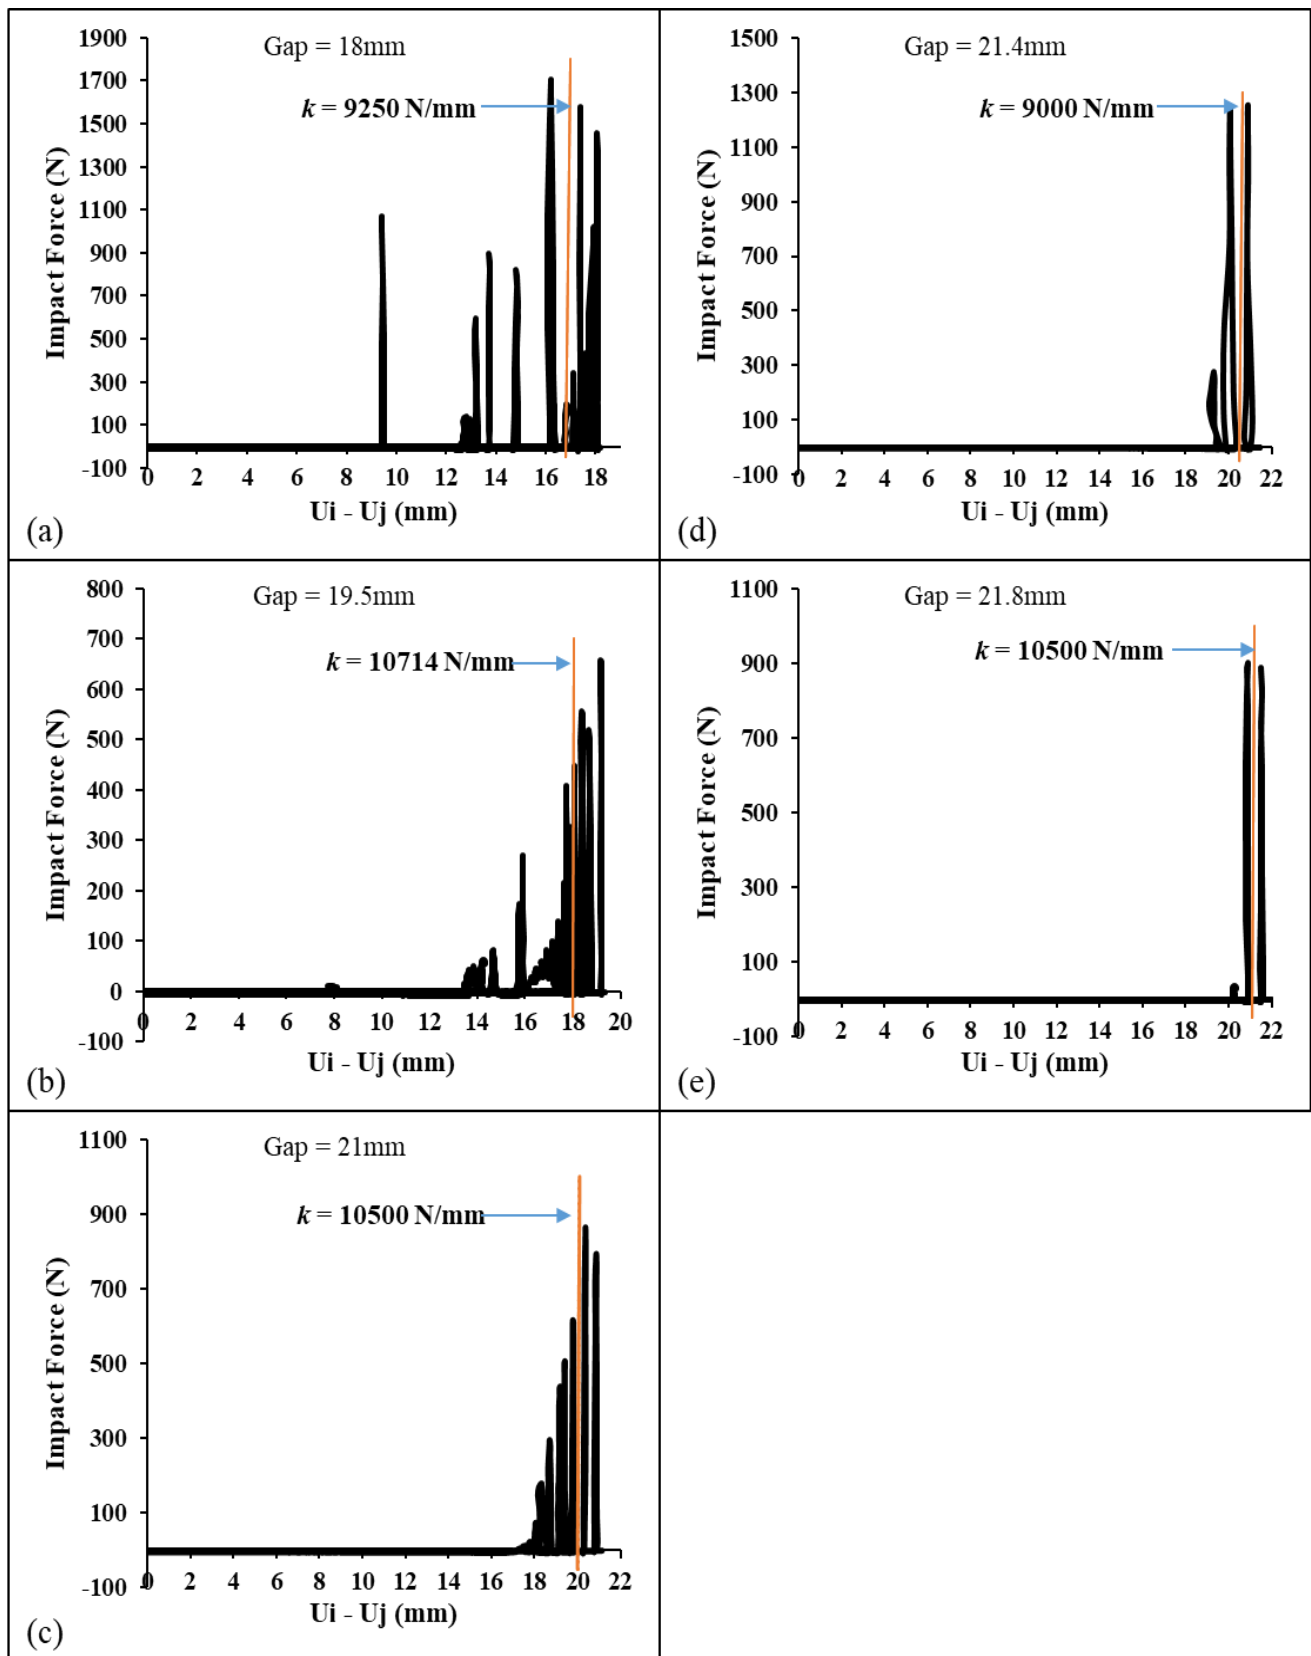 Gap = 18mm
k = 9250 N/mm
Impact Force (N)
1900
1700
1500
1300
1100
900
700
500
300
100
-100
0 2 4 6 8 10 12 14 16 18
Ui - Uj (mm)
(a)
Gap = 21.4mm
k = 9000 N/mm
Impact Force (N)
1500
1300
1100
900
700
500
300
100
-100
0 2 4 6 8 10 12 14 16 18 20 22
Ui - Uj (mm)
(d)
Gap = 19.5mm
k = 10714 N/mm
Impact Force (N)
800
700
600
500
400
300
200
100
0
-100
0 2 4 6 8 10 12 14 16 18 20
Ui - Uj (mm)
(b)
Gap = 21.8mm
k = 10500 N/mm
Impact Force (N)
1100
900
700
500
300
100
-100
0 2 4 6 8 10 12 14 16 18 20 22
Ui - Uj (mm)
(e)
Gap = 21mm
k = 10500 N/mm
Impact Force (N)
1100
900
700
500
300
100
-100
0 2 4 6 8 10 12 14 16 18 20 22
Ui - Uj (mm)
(c)